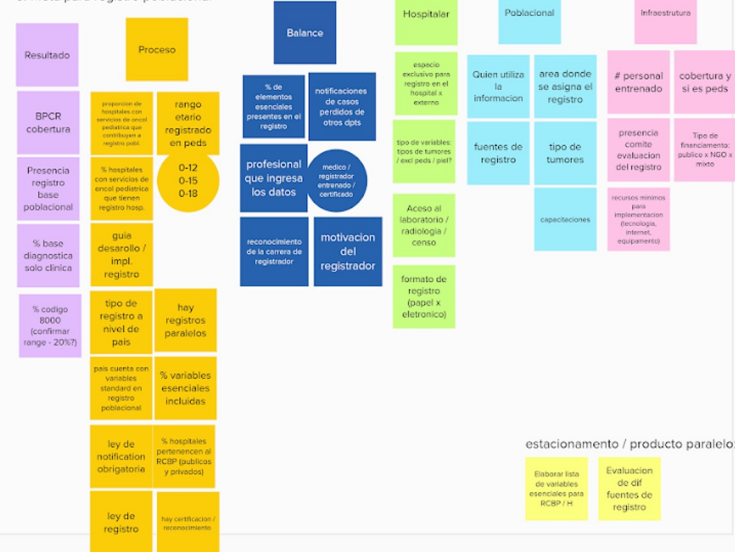 Resultado
BPCR
cobertura
Presencia
registro
base
poblacional
% base
diagnostica
solo clinica
% codigo
8000
(confirmar
range - 20%?)
Proceso
proporcion de
hospitales con
servicios de oncol
pediatrica que
contribuyen a
registro pobl.
rango
etario
registrado
en peds
% hospitales
con servicios de
oncol pediatrica
que tienen
registro hosp.
0-12
0-15
0-18
guia
desarollo /
impl.
registro
tipo de
registro a
nivel de
pais
hay
registros
paralelos
pais cuenta con
variables
standard en
registro
poblacional
% variables
esenciales
incluidas
ley de
notification
obrigatoria
% hospitales
pertenencen al
RCBP (publicos
y privados)
ley de
registro
hay certificacion /
reconocimiento
Balance
% de
elementos
esenciales
presentes en el
registro
notificaciones
de casos
perdidos de
otros dpts
profesional
que ingresa
los datos
medico /
registrador
entrenado /
certificado
reconocimiento
de la carrera de
registrador
motivacion
del
registrador
Hospitalar
espacio
exclusivo para
registro en el
hospital x
externo
tipo de variables:
tipos de tumores
/ excl peds / piel?
Aceso al
laboratorio /
radiologia /
censo
formato de
registro
(papel x
eletronico)
Poblacional
Quien utiliza
la
informacion
area donde
se asigna el
registro
fuentes de
registro
tipo de
tumores
capacitaciones
Infraestrutura
# personal
entrenado
cobertura y
si es peds
presencia
comite
evaluacion del
registro
Tipo de
financiamento:
publico x NGO x
mixto
recursos minimos
para
implementacion
(tecnologia,
internet,
equipamento)
estacionamento / producto paralelo:
Elaborar lista
de variables
esenciales para
RCBP / H
Evaluacion
de dif
fuentes de
registro